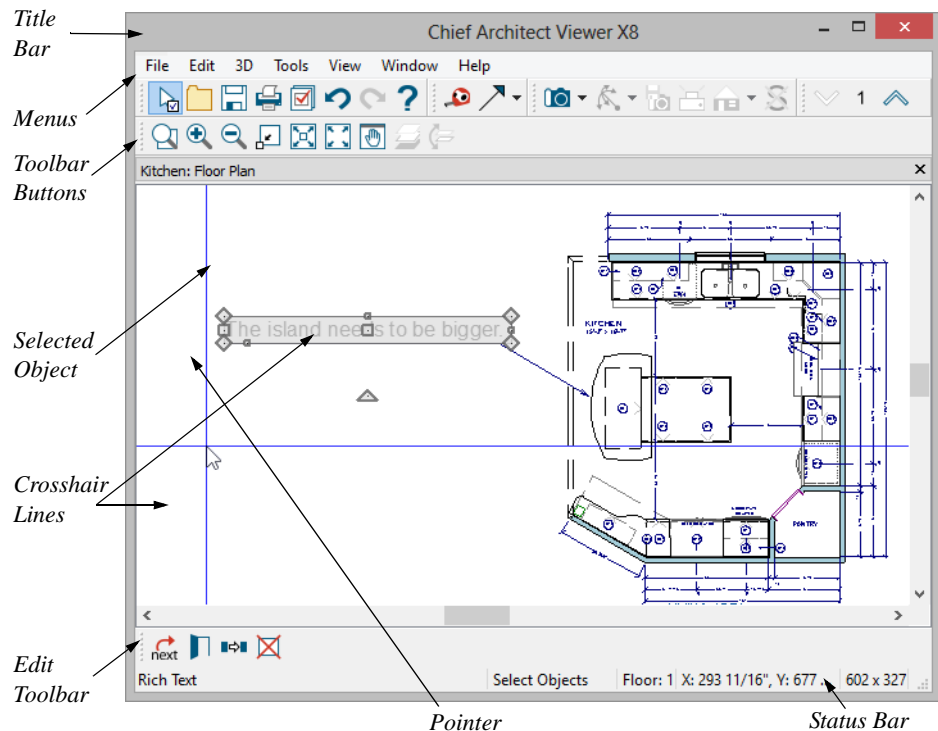 Title
Bar
Chief Architect Viewer X8
File Edit 3D Tools View Window Help
Menus
1
Toolbar
Buttons
Kitchen: Floor Plan
Selected
Object
The island needs to be bigger.
KITCHEN
Crosshair
Lines
PANTRY
Edit
Toolbar
next
Rich Text Select Objects Floor: 1 X: 293 11/16", Y: 677 . 602 x 327
Pointer
Status Bar